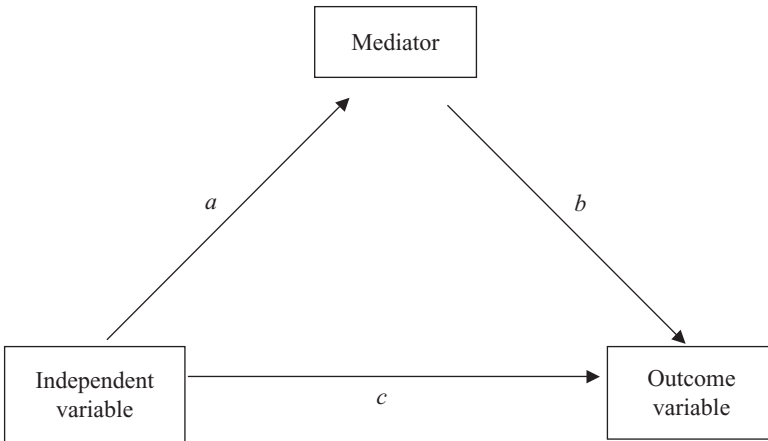 Mediator
a
b
Independent
variable
c
Outcome
variable